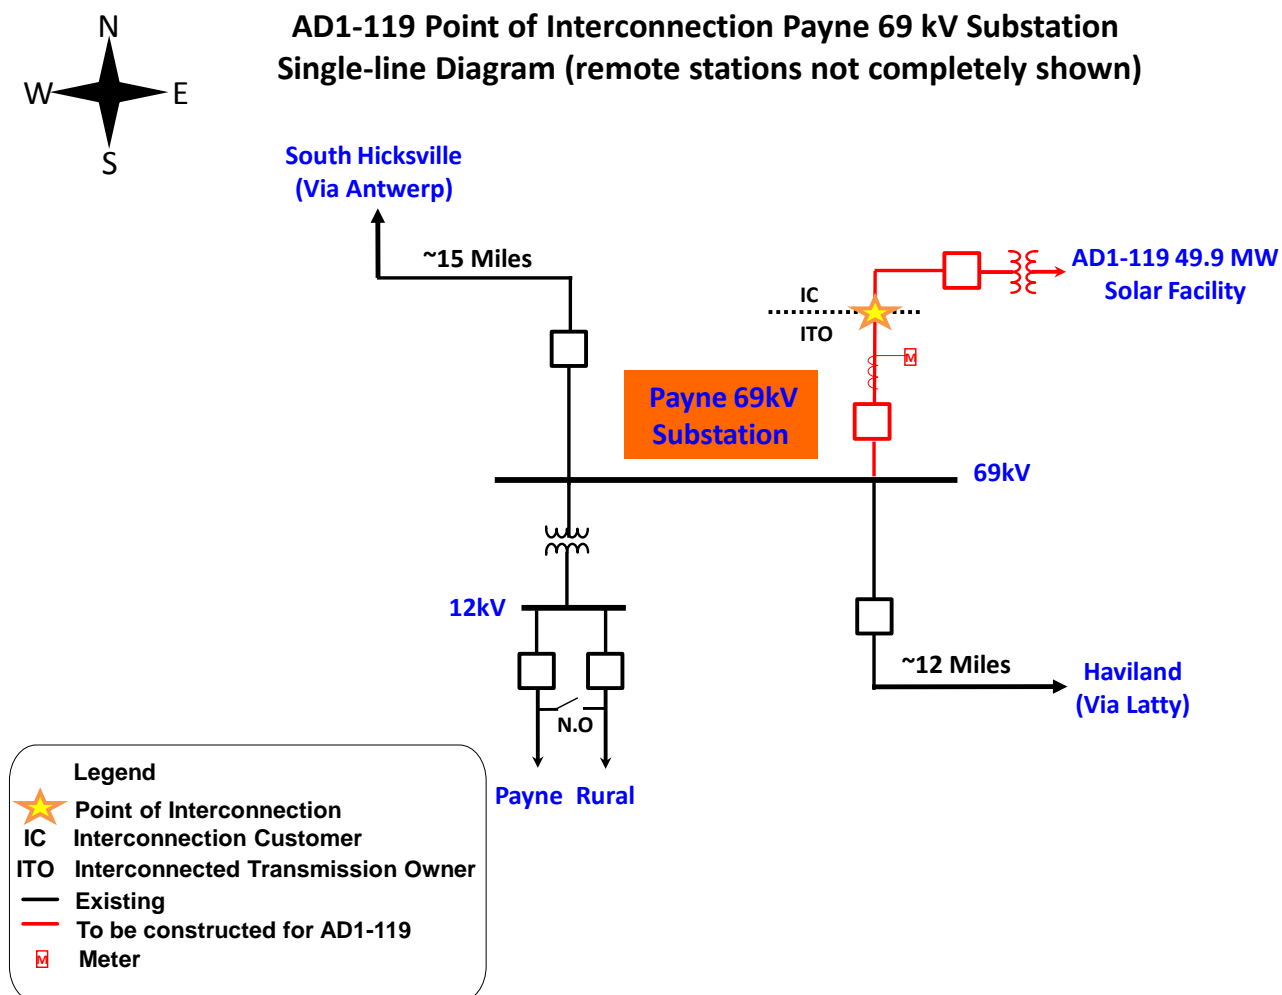 AD1-119 Point of Interconnection Payne 69 kV Substation
Single-line Diagram (remote stations not completely shown)
N
W
E
S
South Hicksville
(Via Antwerp)
~15 Miles
AD1-119 49.9 MW
Solar Facility
IC
ITO
M
Payne 69kV
Substation
69kV
12kV
~12 Miles
Haviland
(Via Latty)
N.O
Payne Rural
Legend
Point of Interconnection
IC Interconnection Customer
ITO Interconnected Transmission Owner
Existing
To be constructed for AD1-119
M Meter